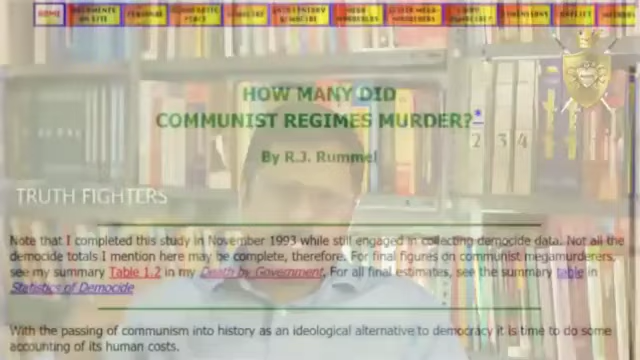 HOME
HOW MANY DID
COMMUNIST REGIMES MURDER?*
2 3 4
By R.J. Rummel
TRUTH FIGHTERS
Note that I completed this study in November 1993 while still engaged in collecting democide data. Not all the
democide totals I mention here may be complete, therefore. For final figures on communist megamurderers,
see my summary Table 1.2 in my Death by Government. For all final estimates, see the summary table in
Statistics of Democide
With the passing of communism into history as an ideological alternative to democracy it is time to do some
accounting of its human costs.